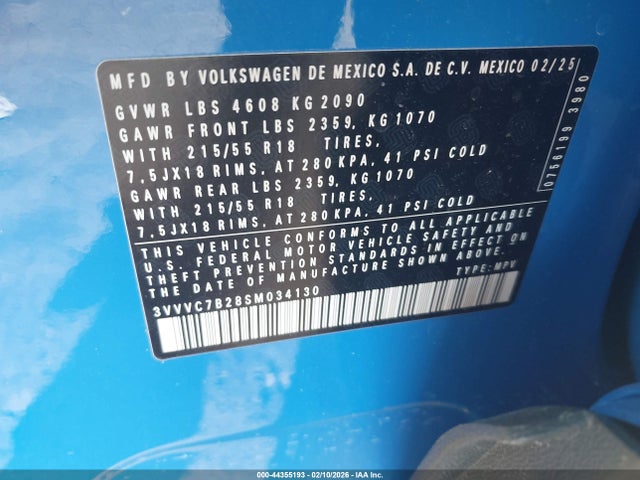 MFD BY VOLKSWAGEN DE MEXICO S.A. DE C.V. MEXICO 02/25
GVWR LBS 4608 KG 2090
GAWR FRONT LBS 2359, KG 1070
WITH 215/55 R18 TIRES,
7,5JX18 RIMS, AT 280 KPA, 41 PSI COLD
GAWR REAR LBS 2359, KG 1070
WITH 215/55 R18 TIRES,
7,5JX18 RIMS, AT 280 KPA, 41 PSI COLD
THIS VEHICLE CONFORMS TO ALL APPLICABLE
U.S. FEDERAL MOTOR VEHICLE SAFETY AND
THEFT PREVENTION STANDARDS IN EFFECT ON
THE DATE OF MANUFACTURE SHOWN ABOVE.
3VVVC7B28SM034130 TYPE: MPV
0756199 3980
000-44355193 - 02/10/2026 - IAA Inc.